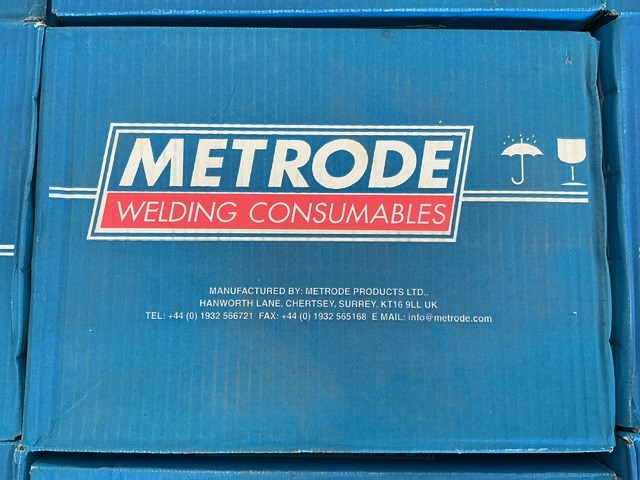 METRODE
WELDING CONSUMABLES
MANUFACTURED BY: METRODE PRODUCTS LTD.,
HANWORTH LANE, CHERTSEY, SURREY. KT16 9LL UK
TEL: +44 (0) 1932 566721 FAX: +44 (0) 1932 565168 E MAIL: info@metrode.com